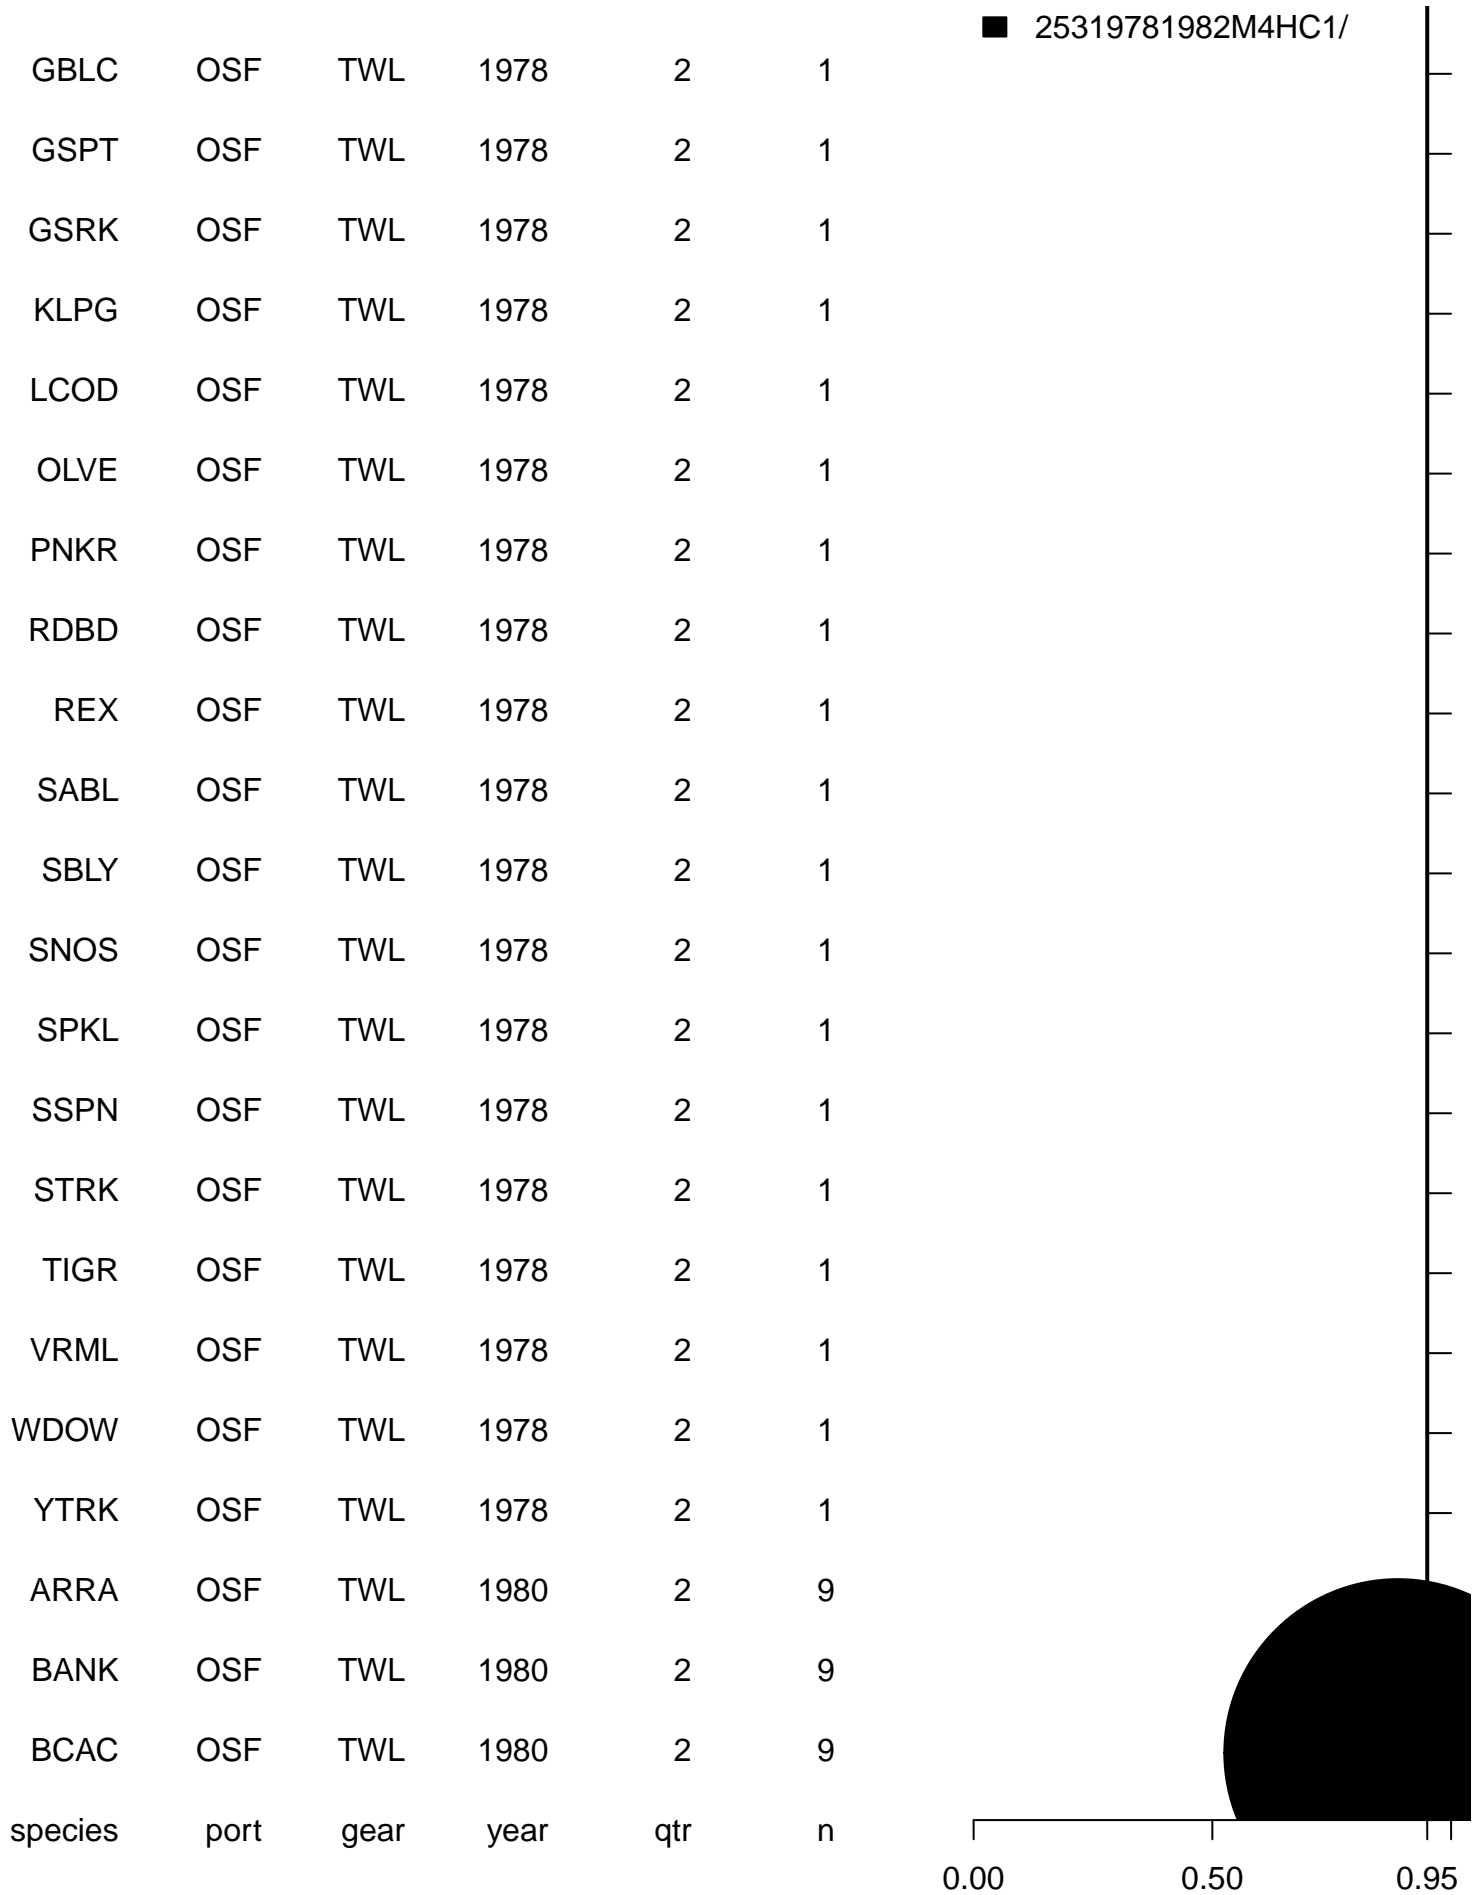 25319781982M4HC1/
GBLC OSF TWL 1978 2 1
GSPT OSF TWL 1978 2 1
GSRK OSF TWL 1978 2 1
KLPG OSF TWL 1978 2 1
LCOD OSF TWL 1978 2 1
OLVE OSF TWL 1978 2 1
PNKR OSF TWL 1978 2 1
RDBD OSF TWL 1978 2 1
REX OSF TWL 1978 2 1
SABL OSF TWL 1978 2 1
SBLY OSF TWL 1978 2 1
SNOS OSF TWL 1978 2 1
SPKL OSF TWL 1978 2 1
SSPN OSF TWL 1978 2 1
STRK OSF TWL 1978 2 1
TIGR OSF TWL 1978 2 1
VRML OSF TWL 1978 2 1
WDOW OSF TWL 1978 2 1
YTRK OSF TWL 1978 2 1
ARRA OSF TWL 1980 2 9
BANK OSF TWL 1980 2 9
BCAC OSF TWL 1980 2 9
species port gear year qtr n
0.00 0.50 0.95